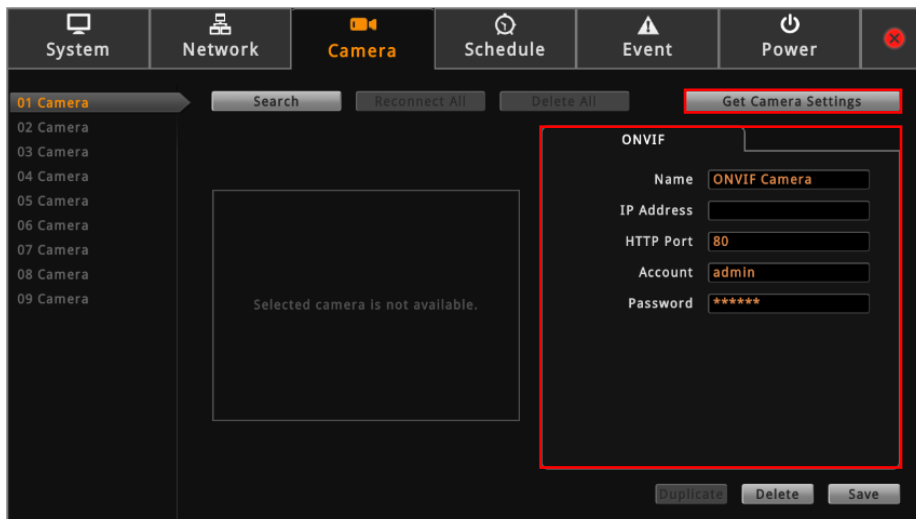 System Network Camera Schedule Event Power
01 Camera
02 Camera
03 Camera
04 Camera
05 Camera
06 Camera
07 Camera
08 Camera
09 Camera
Search Reconnect All Delete All Get Camera Settings
Selected camera is not available.
ONVIF
Name ONVIF Camera
IP Address
HTTP Port 80
Account admin
Password ******
Duplicate Delete Save